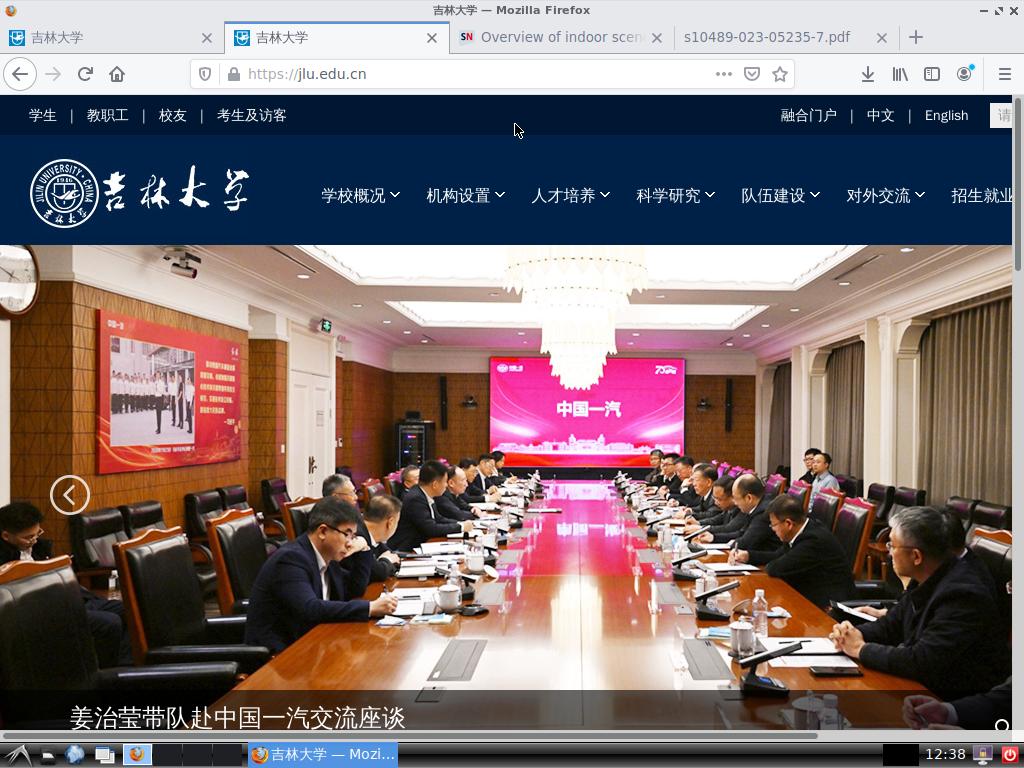 吉林大学 — Mozilla Firefox
吉林大学
吉林大学
Overview of indoor scen
s10489-023-05235-7.pdf
https://jlu.edu.cn
学生 | 教职工 | 校友 | 考生及访客
融合门户 | 中文 | English
请
JILIN UNIVERSITY · CHINA
1946
吉林大学
吉林大学
学校概况
机构设置
人才培养
科学研究
队伍建设
对外交流
招生就业
中国一汽
中国一汽
姜治莹带队赴中国一汽交流座谈
吉林大学 — Mozi...
12:38